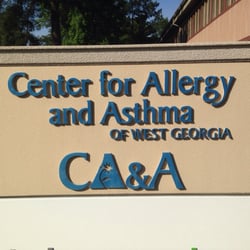 Center for Allergy
and Asthma
OF WEST GEORGIA
CA&A